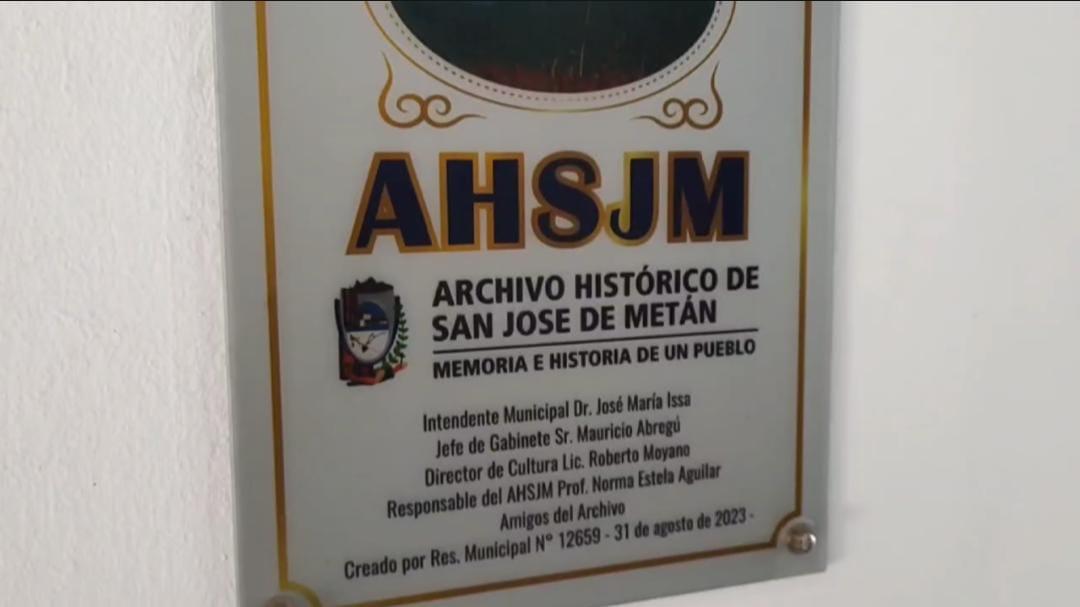 AHSJM
ARCHIVO HISTÓRICO DE
SAN JOSE DE METÁN
MEMORIA E HISTORIA DE UN PUEBLO
Intendente Municipal Dr. José María Issa
Jefe de Gabinete Sr. Mauricio Abregú
Director de Cultura Lic. Roberto Moyano
Responsable del AHSJM Prof. Norma Estela Aguilar
Amigos del Archivo
Creado por Res. Municipal N° 12659 - 31 de agosto de 2023 -